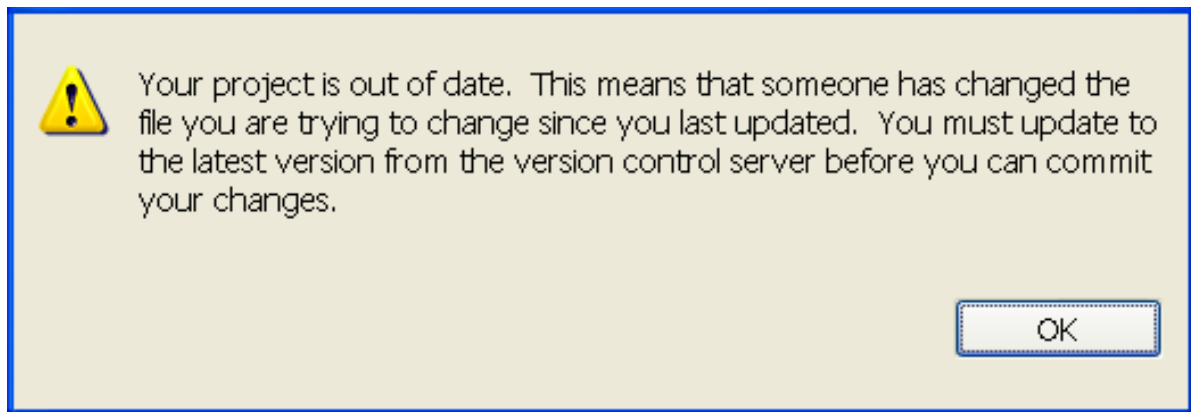 Your project is out of date.  This means that someone has changed the
file you are trying to change since you last updated.  You must update to
the latest version from the version control server before you can commit
your changes.
OK